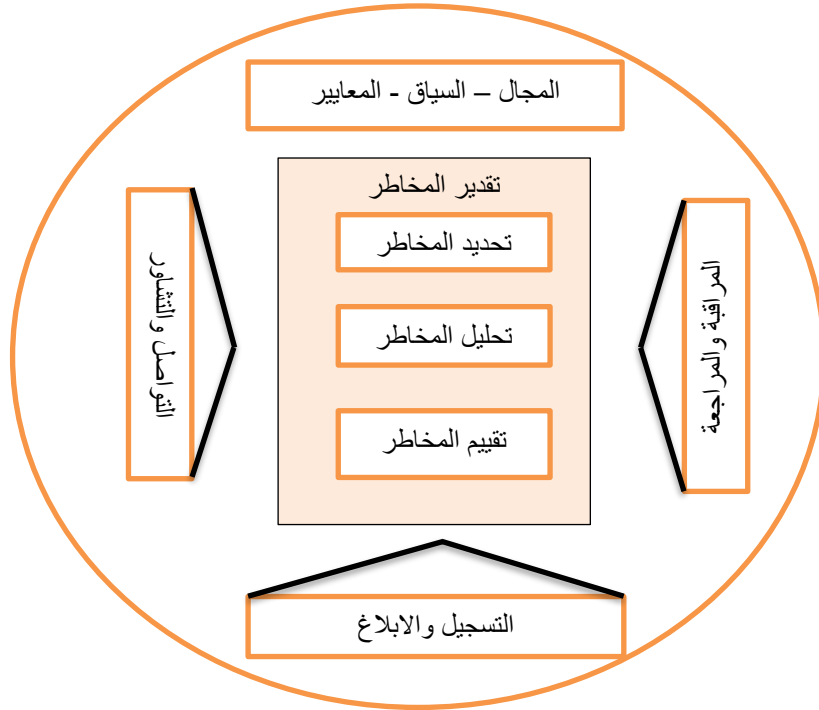 المجال – السياق - المعايير
تقدير المخاطر
تحديد المخاطر
تحليل المخاطر
تقييم المخاطر
المراقبة والمراجعة
التواصل والتشاور
التسجيل والابلاغ